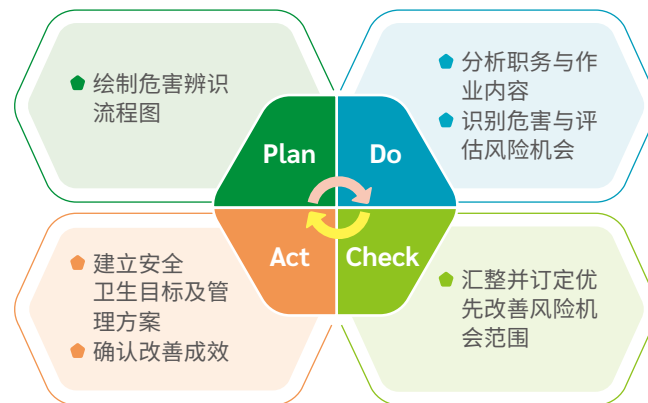 绘制危害辨识
流程图
分析职务与作
业内容
识别危害与评
估风险机会
Plan
Do
Act
Check
建立安全
卫生目标及管
理方案
确认改善成效
汇整并订定优
先改善风险机
会范围